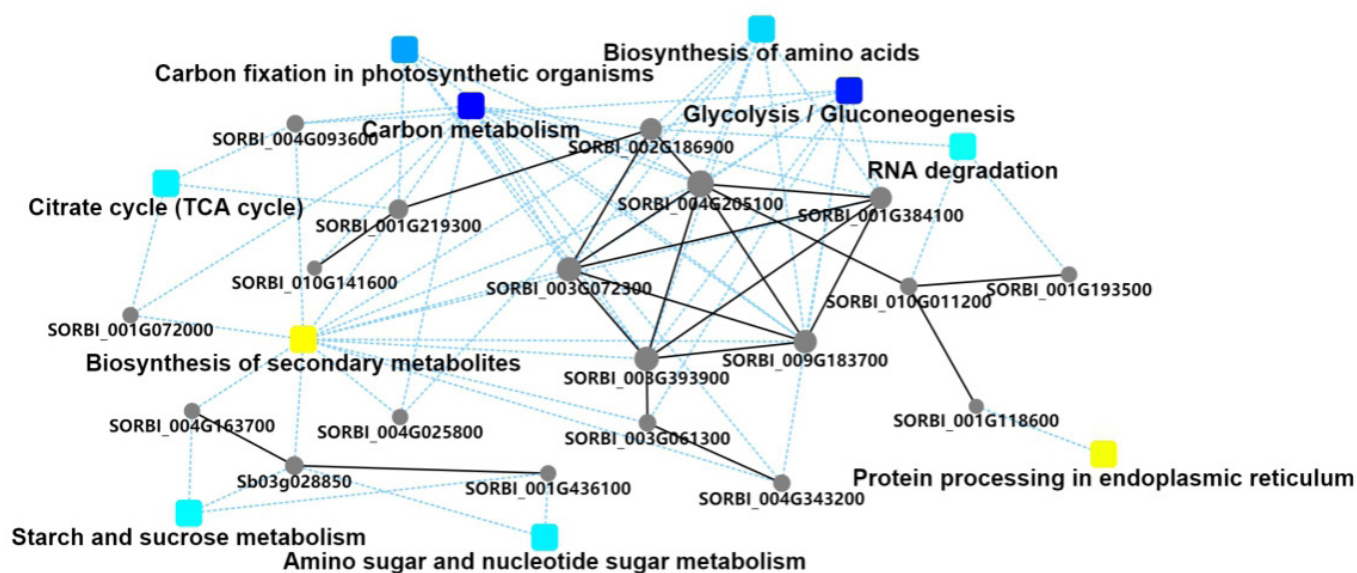 Biosynthesis of amino acids
Carbon fixation in photosynthetic organisms
Glycolysis / Gluconeogenesis
Carbon metabolism
SORBI_004G093600
SORBI_002G186900
RNA degradation
Citrate cycle (TCA cycle)
SORBI_004G205100
SORBI_001G384100
SORBI_001G219300
SORBI_010G141600
SORBI_003G072300
SORBI_010G011200
SORBI_001G193500
SORBI_001G072000
Biosynthesis of secondary metabolites
SORBI_009G183700
SORBI_003G393900
SORBI_004G163700
SORBI_004G025800
SORBI_003G061300
SORBI_001G118600
Sb03g028850
SORBI_001G436100
SORBI_004G343200
Protein processing in endoplasmic reticulum
Starch and sucrose metabolism
Amino sugar and nucleotide sugar metabolism